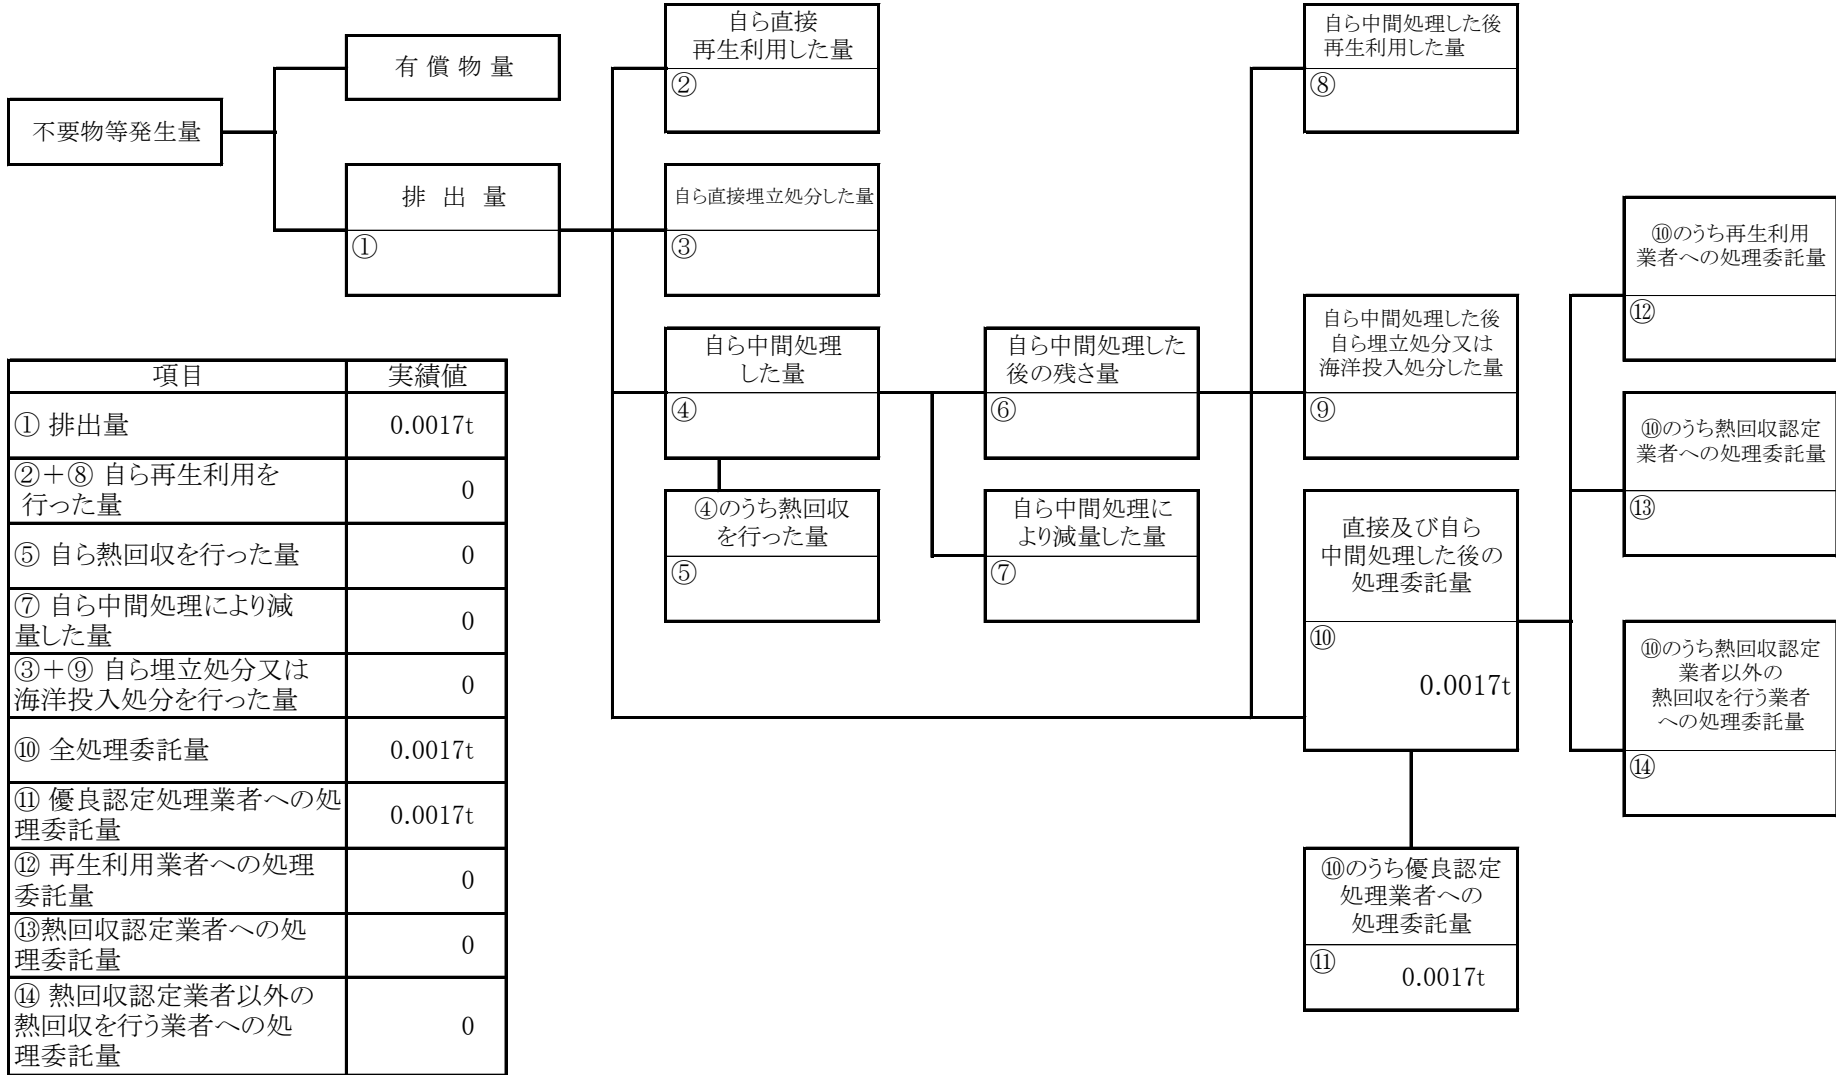 不要物等発生量
有 償 物 量
排 出 量
①
自ら直接
再生利用した量
②
自ら直接埋立処分した量
③
自ら中間処理
した量
④
④のうち熱回収
を行った量
⑤
自ら中間処理した
後の残さ量
⑥
自ら中間処理に
より減量した量
⑦
自ら中間処理した後
再生利用した量
⑧
自ら中間処理した後
自ら埋立処分又は
海洋投入処分した量
⑨
直接及び自ら
中間処理した後の
処理委託量
⑩
0.0017t
⑩のうち優良認定
処理業者への
処理委託量
⑪
0.0017t
⑩のうち再生利用
業者への処理委託量
⑫
⑩のうち熱回収認定
業者への処理委託量
⑬
⑩のうち熱回収認定
業者以外の
熱回収を行う業者
への処理委託量
⑭
項目 実績値
① 排出量 0.0017t
②+⑧ 自ら再生利用を
行った量 0
⑤ 自ら熱回収を行った量 0
⑦ 自ら中間処理により減
量した量 0
③+⑨ 自ら埋立処分又は
海洋投入処分を行った量 0
⑩ 全処理委託量 0.0017t
⑪ 優良認定処理業者への処
理委託量 0.0017t
⑫ 再生利用業者への処理
委託量 0
⑬熱回収認定業者への処
理委託量 0
⑭ 熱回収認定業者以外の
熱回収を行う業者への処
理委託量 0